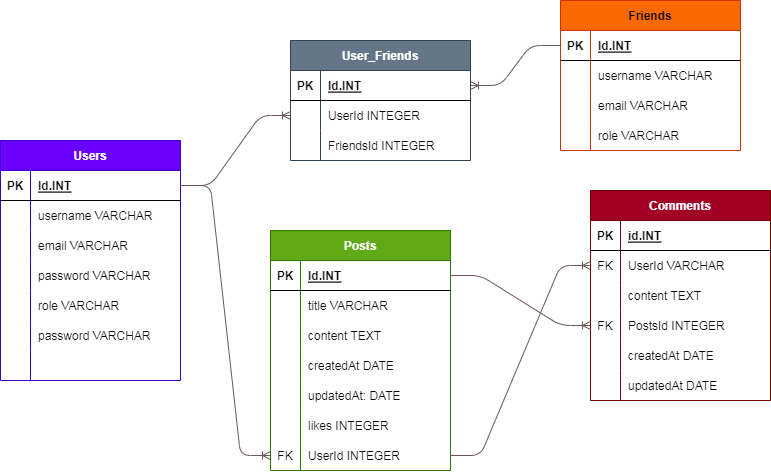 Friends
PK Id.INT
username VARCHAR
email VARCHAR
role VARCHAR
User_Friends
PK Id.INT
UserId INTEGER
FriendsId INTEGER
Users
PK Id.INT
username VARCHAR
email VARCHAR
password VARCHAR
role VARCHAR
password VARCHAR
Posts
PK Id.INT
title VARCHAR
content TEXT
createdAt DATE
updatedAt: DATE
likes INTEGER
FK UserId INTEGER
Comments
PK id.INT
FK UserId VARCHAR
content TEXT
FK PostsId INTEGER
createdAt DATE
updatedAt DATE